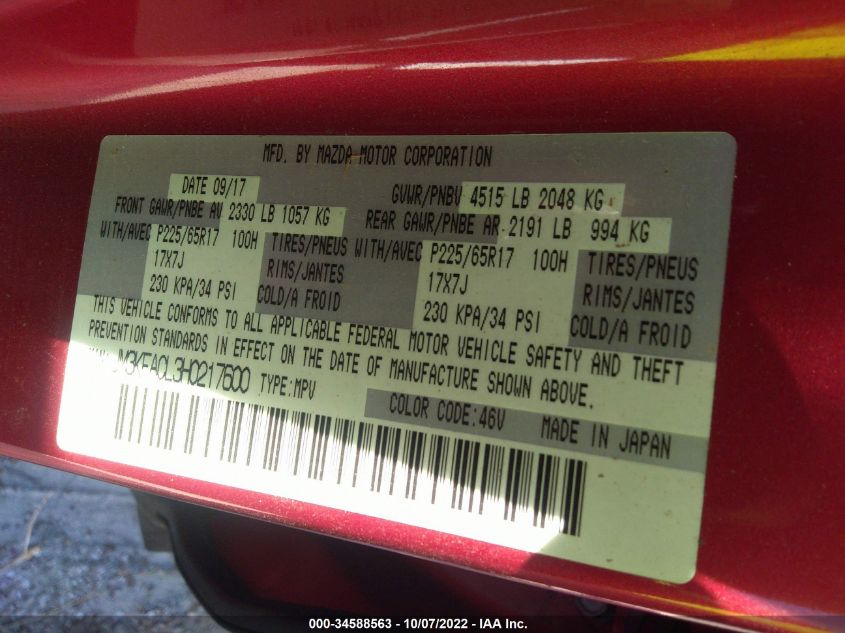 MFD. BY MAZDA MOTOR CORPORATION
DATE 09/17 GVWR/PNBV 4515 LB 2048 KG
FRONT GAWR/PNBE AV 2330 LB 1057 KG REAR GAWR/PNBE AR 2191 LB 994 KG
WITH/AVEC P225/65R17 100H TIRES/PNEUS WITH/AVEC P225/65R17 100H TIRES/PNEUS
17X7J RIMS/JANTES 17X7J RIMS/JANTES
230 KPA/34 PSI COLD/A FROID 230 KPA/34 PSI COLD/A FROID
THIS VEHICLE CONFORMS TO ALL APPLICABLE FEDERAL MOTOR VEHICLE SAFETY AND THEFT
PREVENTION STANDARDS IN EFFECT ON THE DATE OF MANUFACTURE SHOWN ABOVE.
TYPE:MPV
COLOR CODE:46V MADE IN JAPAN
000-34588563 - 10/07/2022 - IAA Inc.